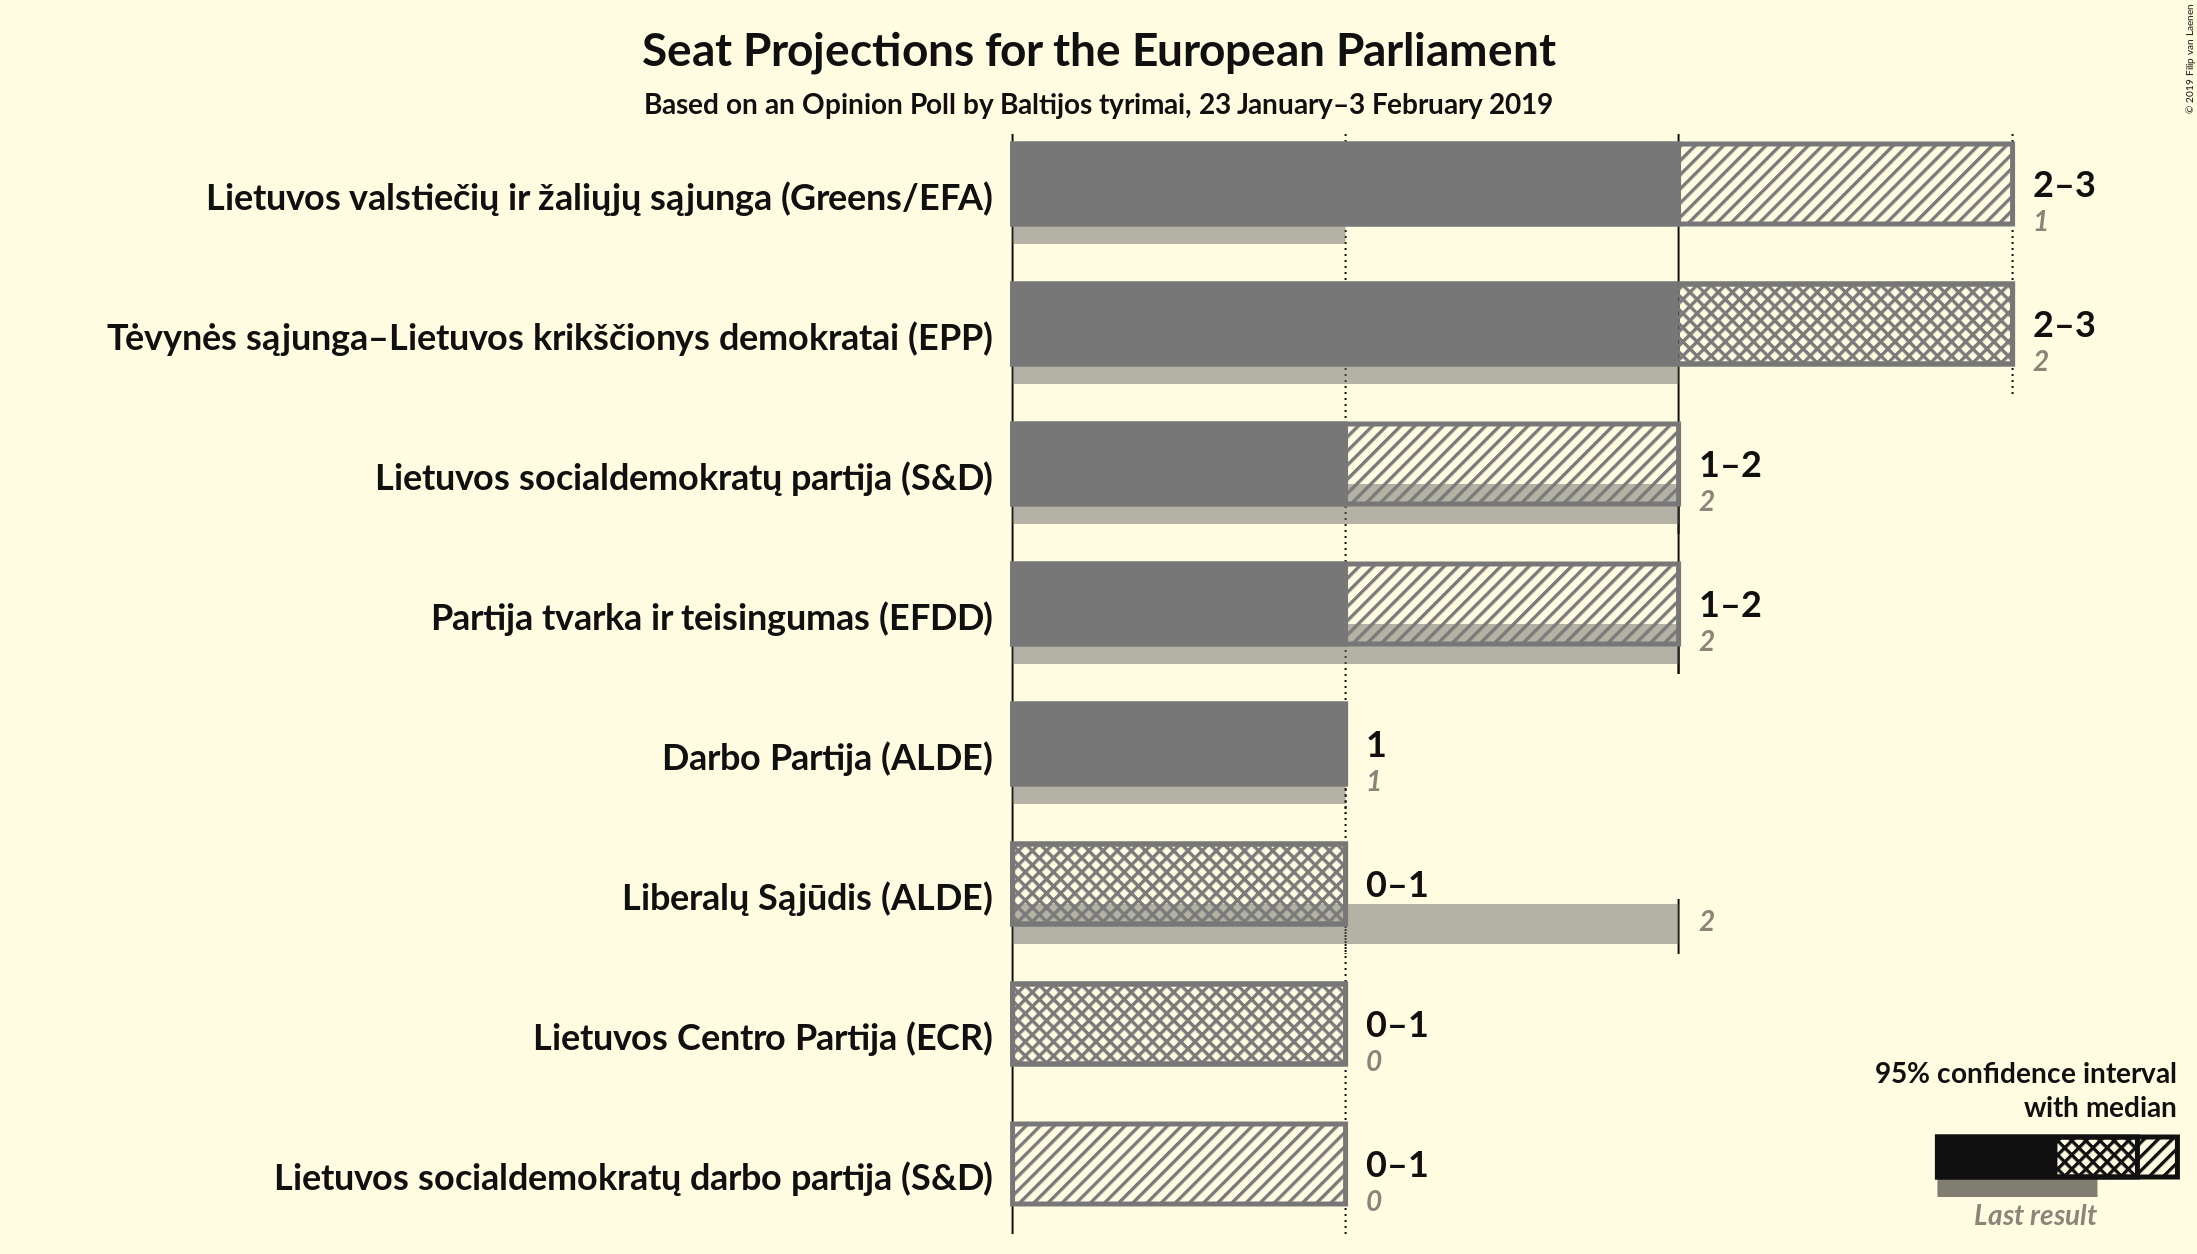 Seat Projections for the European Parliament
Based on an Opinion Poll by Baltijos tyrimai, 23 January–3 February 2019
© 2019 Filip van Laenen
Lietuvos valstiečių ir žaliųjų sąjunga (Greens/EFA)
2–3
1
Tėvynės sąjunga–Lietuvos krikščionys demokratai (EPP)
2–3
2
Lietuvos socialdemokratų partija (S&D)
1–2
2
Partija tvarka ir teisingumas (EFDD)
1–2
2
Darbo Partija (ALDE)
1
1
Liberalų Sąjūdis (ALDE)
0–1
2
Lietuvos Centro Partija (ECR)
0–1
0
Lietuvos socialdemokratų darbo partija (S&D)
0–1
0
95% confidence interval
with median
Last result